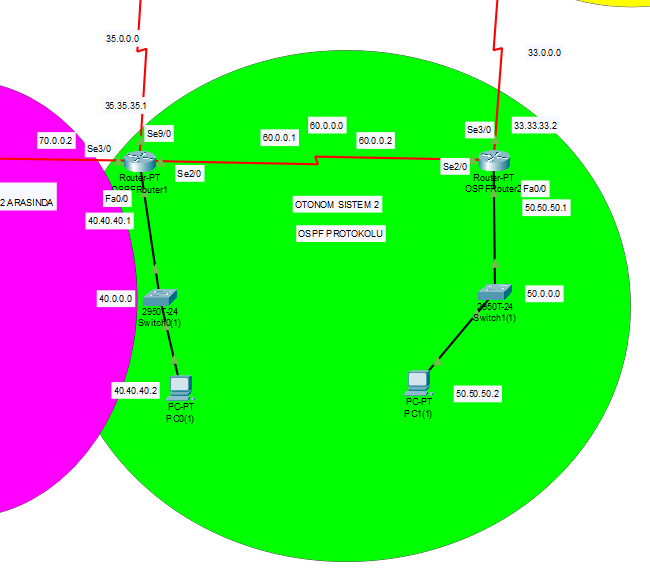 35.0.0.0
33.0.0.0
35.35.35.1
60.0.0.0
33.33.33.2
Se3/0
70.0.0.2
Se9/0
60.0.0.1
60.0.0.2
Se3/0
Se2/0
Se2/0
Router-PT
OSPFRouter1
Router-PT
OSPFRouter2
Fa0/0
2 ARASINDA
Fa0/0
OTONOM SISTEM 2
50.50.50.1
40.40.40.1
OSPF PROTOKOLU
40.0.0.0
50.0.0.0
2950T-24
Switch0(1)
2950T-24
Switch1(1)
40.40.40.2
50.50.50.2
PC-PT
PC0(1)
PC-PT
PC1(1)